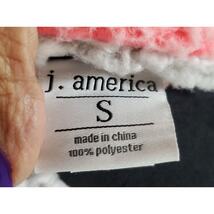 j. america
S
made in china
100% polyester